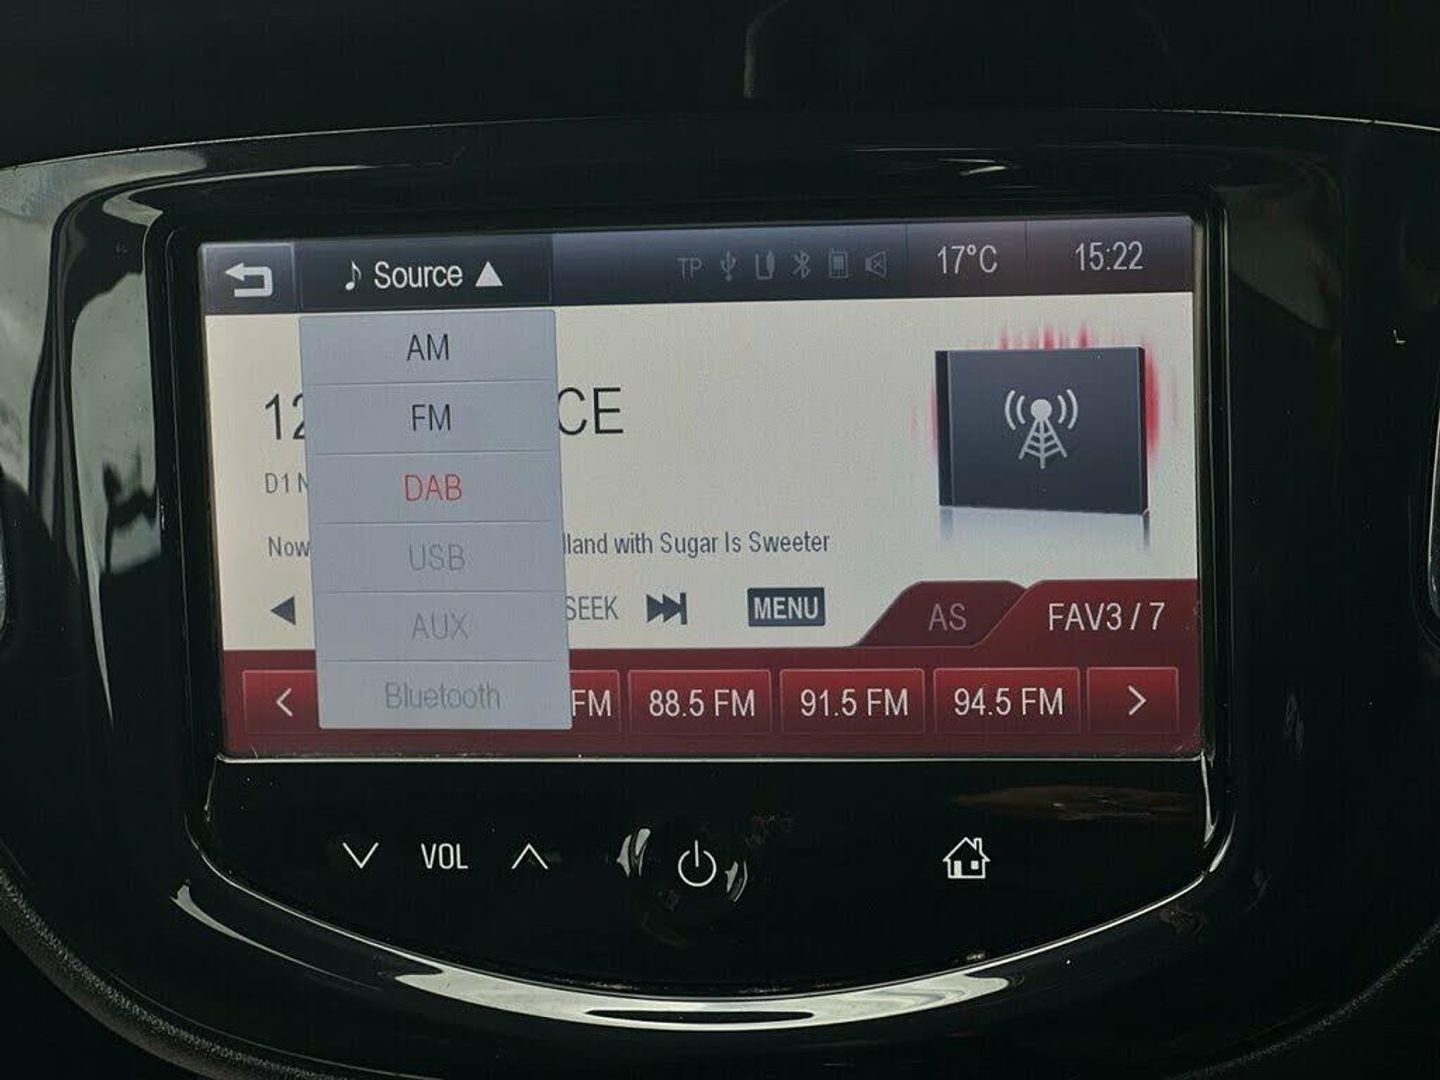 Source
TP
17°C
15:22
AM
FM
DAB
USB
AUX
Bluetooth
12 CE
D1 N
Now lland with Sugar Is Sweeter
SEEK
MENU
AS
FAV3 / 7
FM
88.5 FM
91.5 FM
94.5 FM
VOL